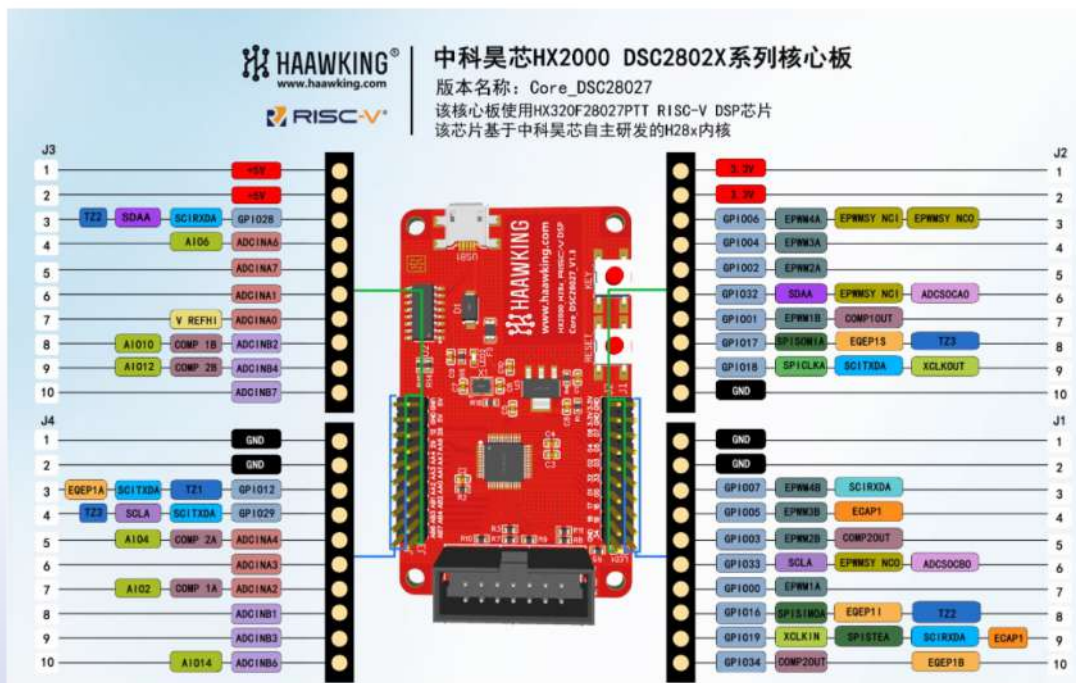 HAAWKING®
www.haawking.com
RISC-V®
中科昊芯HX2000 DSC2802X系列核心板
版本名称：Core_DSC28027
该核心板使用HX320F28027PTT RISC-V DSP芯片
该芯片基于中科昊芯自主研发的H28x内核
J3
1 +5V
2 +5V
3 TZ2 SDAA SCIRXDA GPIO28
4 AIO6 ADCINA6
5 ADCINA7
6 ADCINA1
7 V REFHI ADCINA0
8 AIO10 COMP 1B ADCINB2
9 AIO12 COMP 2B ADCINB4
10 ADCINB7
J4
1 GND
2 GND
3 EQEP1A SCITXDA TZ1 GPIO12
4 TZ3 SCLA SCITXDA GPIO29
5 AIO4 COMP 2A ADCINA4
6 ADCINA3
7 AIO2 COMP 1A ADCINA2
8 ADCINB1
9 ADCINB3
10 AIO14 ADCINB6
USB1
HAAWKING
www.haawking.com
HX2000_H28x_RISC-V DSP
Core_DSC28027_V1.3
KEY
RESET
D1
J2 J1
J2
3.3V 1
3.3V 2
GPIO06 EPWM4A EPWMSY NCI EPWMSY NCO 3
GPIO04 EPWM3A 4
GPIO02 EPWM2A 5
GPIO32 SDAA EPWMSY NCI ADCSOCAO 6
GPIO01 EPWM1B COMP1OUT 7
GPIO17 SPISOMIA EQEP1S TZ3 8
GPIO18 SPICLKA SCITXDA XCLKOUT 9
GND 10
J1
GND 1
GND 2
GPIO07 EPWM4B SCIRXDA 3
GPIO05 EPWM3B ECAP1 4
GPIO03 EPWM2B COMP2OUT 5
GPIO33 SCLA EPWMSY NCO ADCSOCBO 6
GPIO00 EPWM1A 7
GPIO16 SPISIMOA EQEP1I TZ2 8
GPIO19 XCLKIN SPISTEA SCIRXDA ECAP1 9
GPIO34 COMP2OUT EQEP1B 10